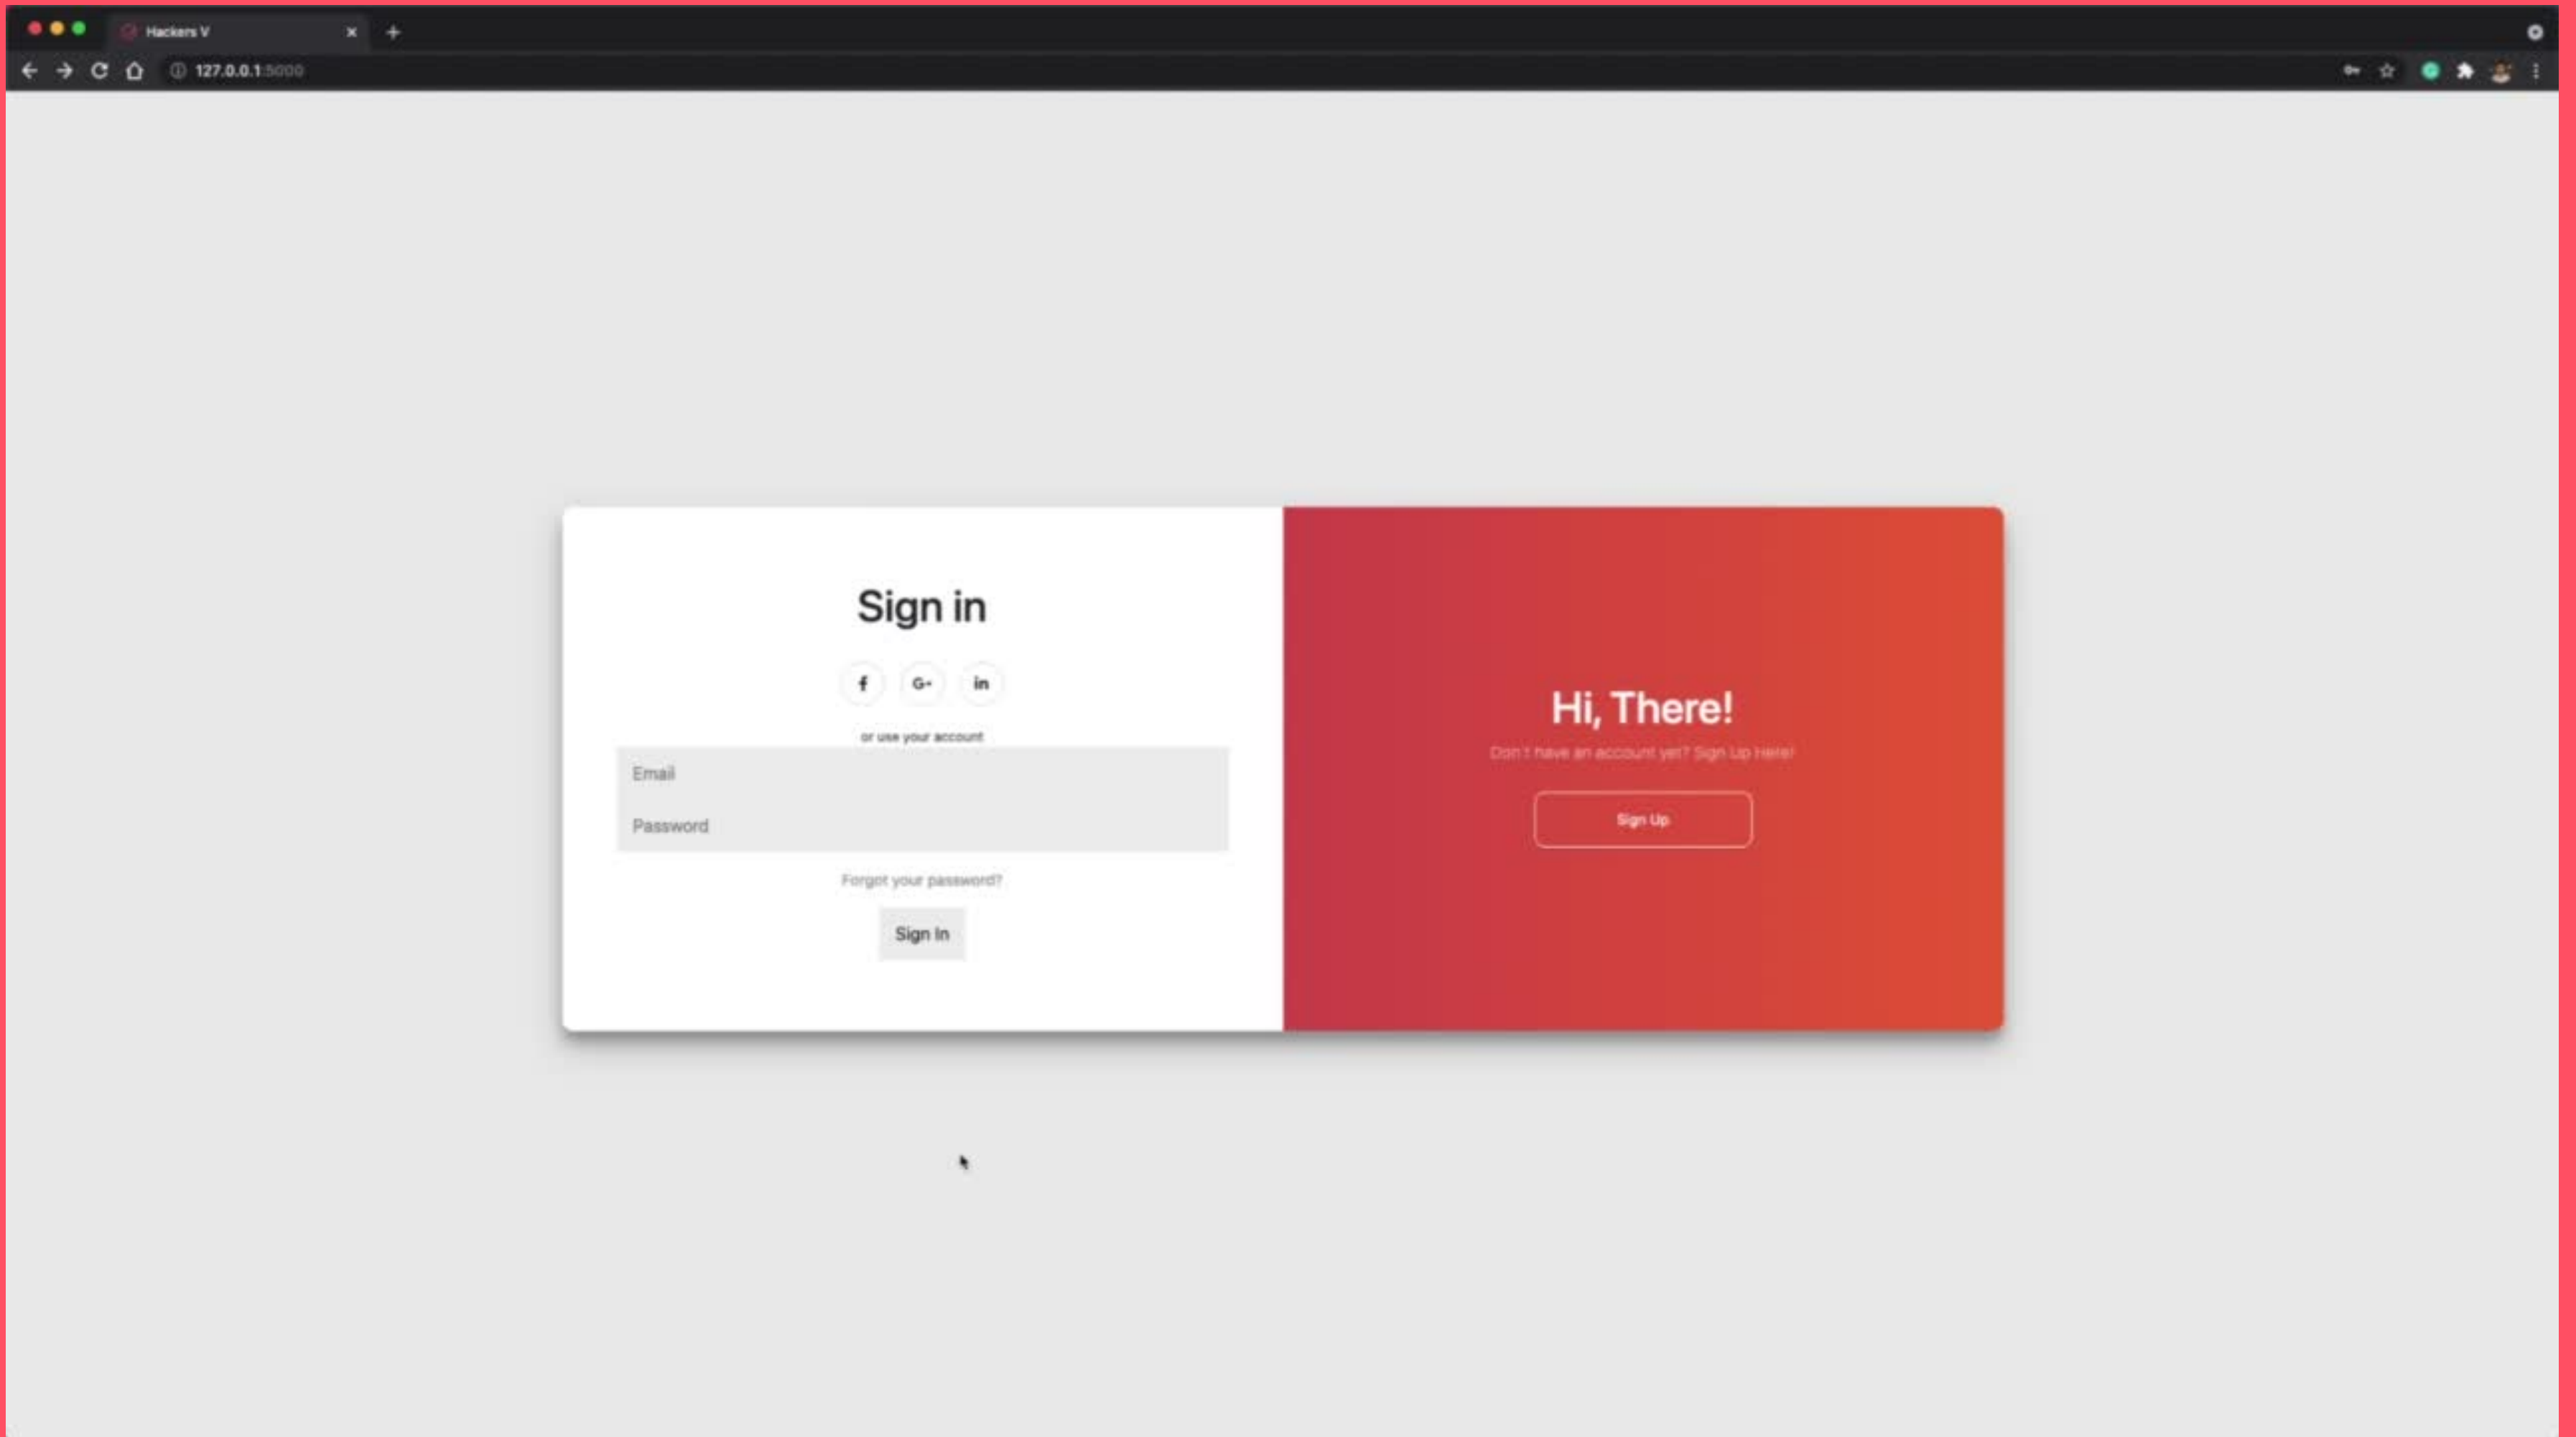 Hackers V
127.0.0.1:5000
Sign in
f G+ in
or use your account
Email
Password
Forgot your password?
Sign In
Hi, There!
Don't have an account yet? Sign Up Here!
Sign Up